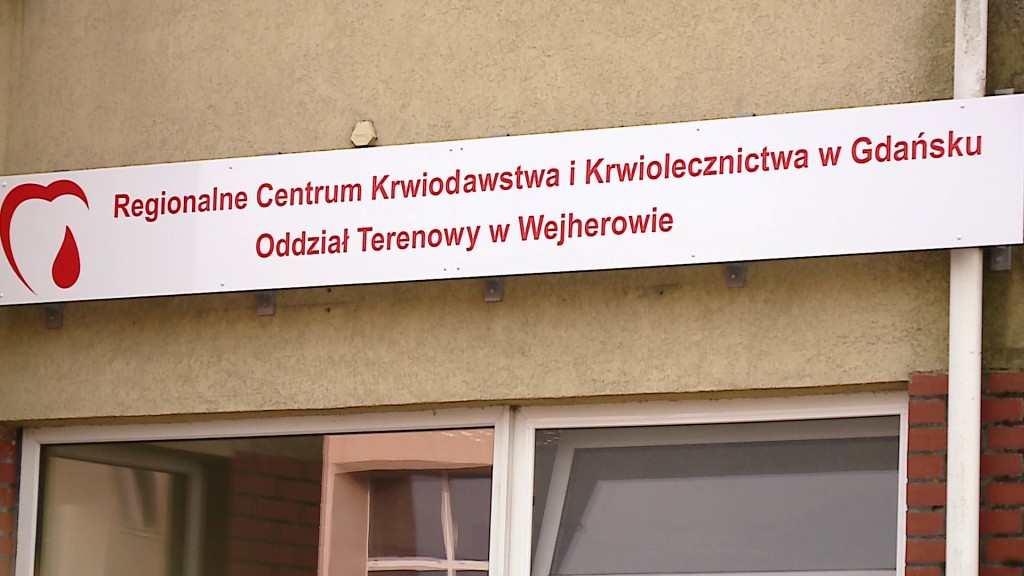 Regionalne Centrum Krwiodawstwa i Krwiolecznictwa w Gdańsku
Oddział Terenowy w Wejherowie